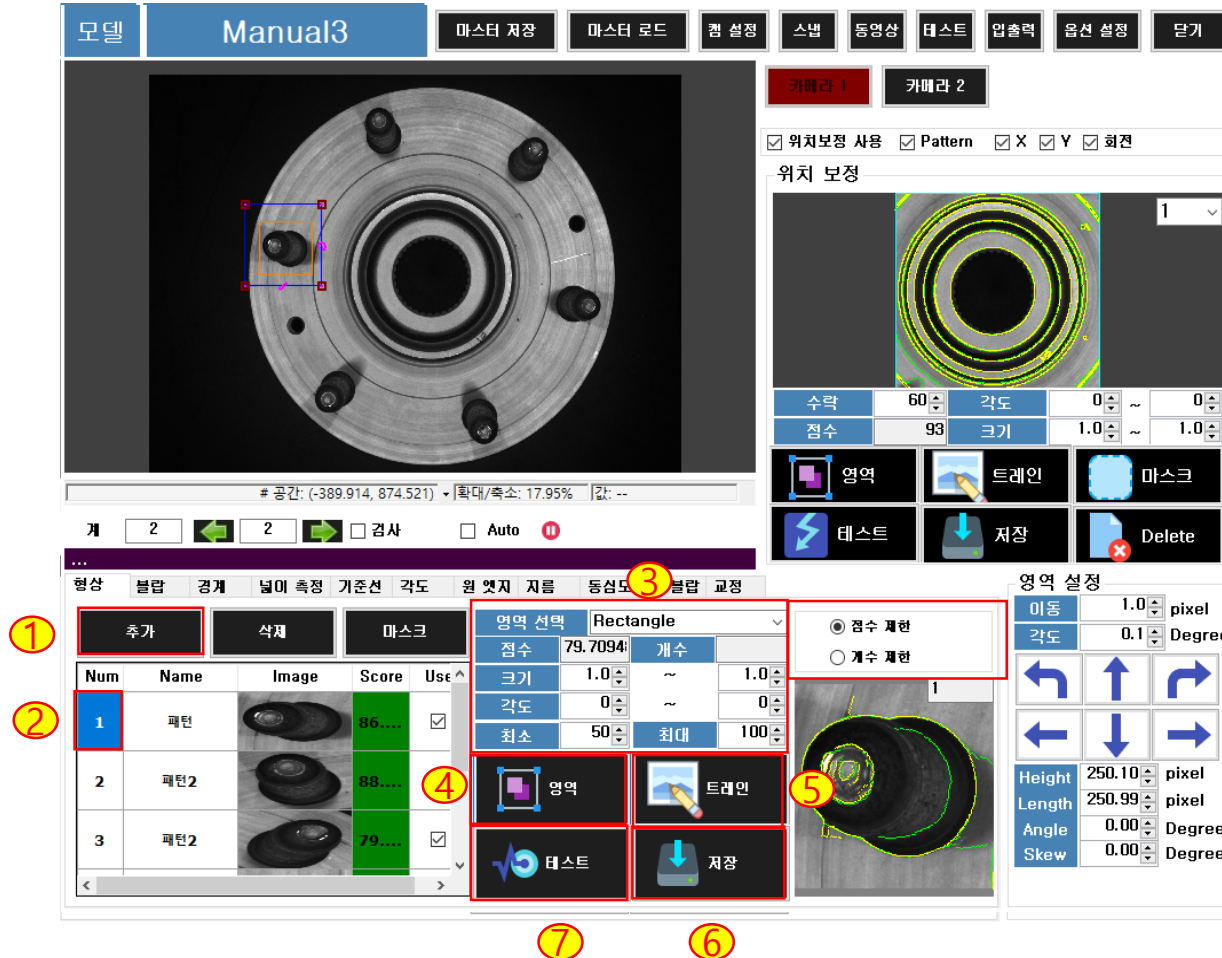 모델 Manual3 마스터 저장 마스터 로드 캠 설정 스냅 동영상 테스트 입출력 옵션 설정 닫기
카메라 1 카메라 2
위치보정 사용 Pattern X Y 회전
위치 보정
1
수락 60 각도 0 ~ 0
점수 93 크기 1.0 ~ 1.0
영역 트레인 마스크
테스트 저장 Delete
# 공간: (-389.914, 874.521) 확대/축소: 17.95% 값: --
계 2 2 검사 Auto
...
형상 블랍 경계 넓이 측정 기준선 각도 원 엣지 지름 동심도 블랍 교정
3
영역 설정
1
추가 삭제 마스크
영역 선택 Rectangle
점수 79.7094 개수
크기 1.0 ~ 1.0
각도 0 ~ 0
최소 50 최대 100
점수 제한
개수 제한
1
이동 1.0 pixel
각도 0.1 Degree
Num Name Image Score Use
2
1 패턴 86....
2 패턴2 88....
3 패턴2 79....
4
영역 트레인
5
테스트 저장
Height 250.10 pixel
Length 250.99 pixel
Angle 0.00 Degree
Skew 0.00 Degree
7 6